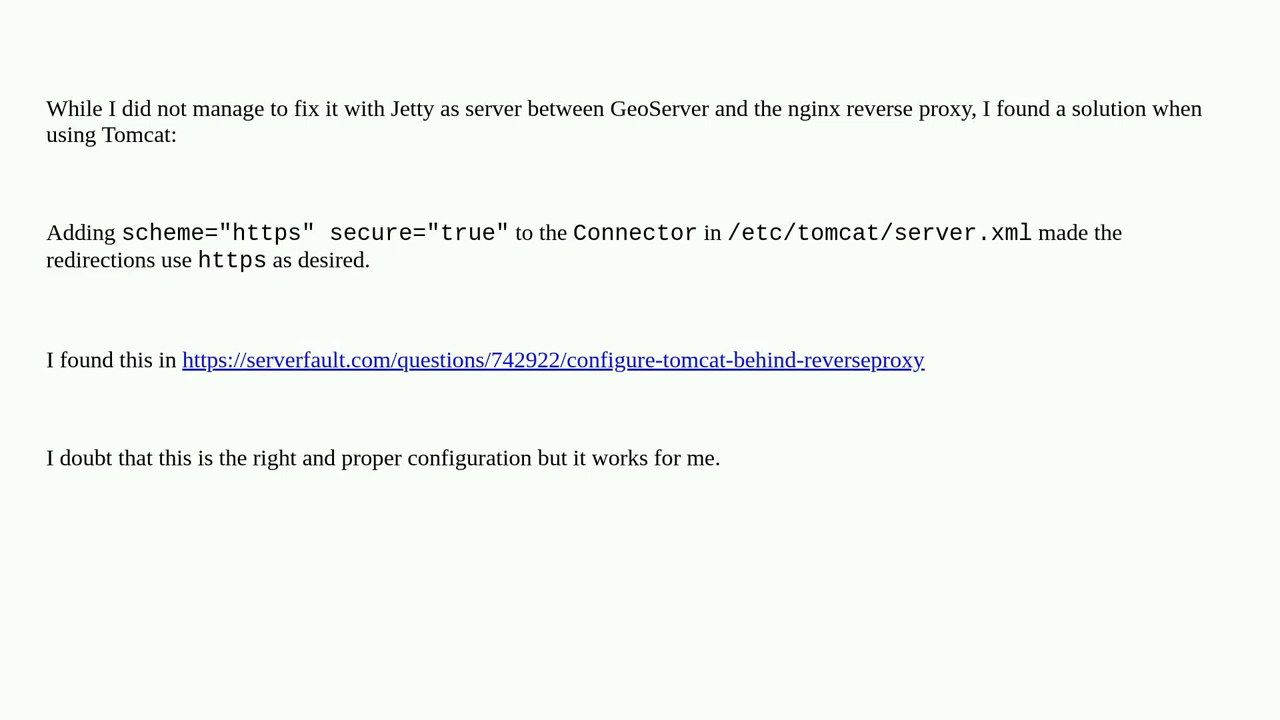 While I did not manage to fix it with Jetty as server between GeoServer and the nginx reverse proxy, I found a solution when
using Tomcat:
Adding scheme="https" secure="true" to the Connector in /etc/tomcat/server.xml made the
redirections use https as desired.
I found this in https://serverfault.com/questions/742922/configure-tomcat-behind-reverseproxy
I doubt that this is the right and proper configuration but it works for me.